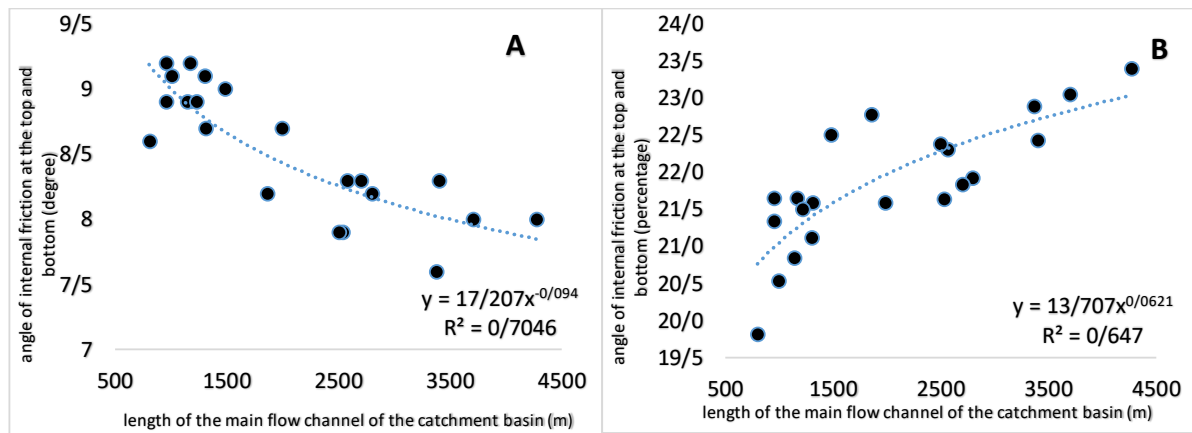 A
angle of internal friction at the top and
bottom (degree)
9/5
9
8/5
8
7/5
7
y = 17/207x^-0/094
R² = 0/7046
500 1500 2500 3500 4500
length of the main flow channel of the catchment basin (m)
B
angle of internal friction at the top and
bottom (percentage)
24/0
23/5
23/0
22/5
22/0
21/5
21/0
20/5
20/0
19/5
y = 13/707x^0/0621
R² = 0/647
500 1500 2500 3500 4500
length of the main flow channel of the catchment basin (m)